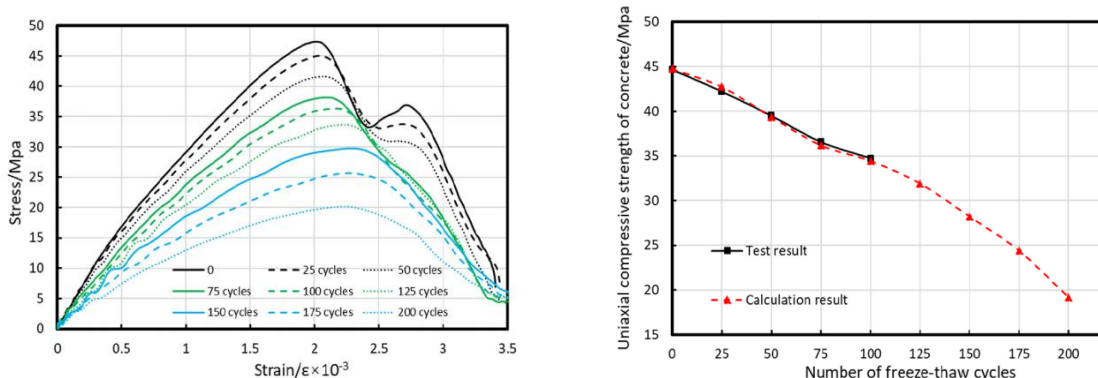 Stress/Mpa
50
45
40
35
30
25
20
15
10
5
0
0 25 cycles 50 cycles
75 cycles 100 cycles 125 cycles
150 cycles 175 cycles 200 cycles
0 0.5 1 1.5 2 2.5 3 3.5
Strain/ε×10⁻³
Uniaxial compressive strength of concrete/Mpa
50
45
40
35
30
25
20
15
Test result
Calculation result
0 25 50 75 100 125 150 175 200
Number of freeze-thaw cycles